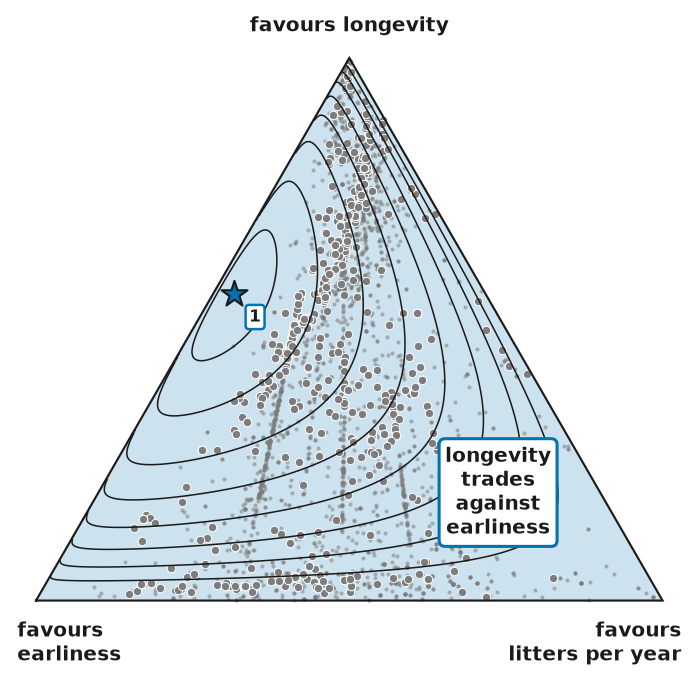 favours longevity
1
longevity
trades
against
earliness
favours
earliness
favours
litters per year